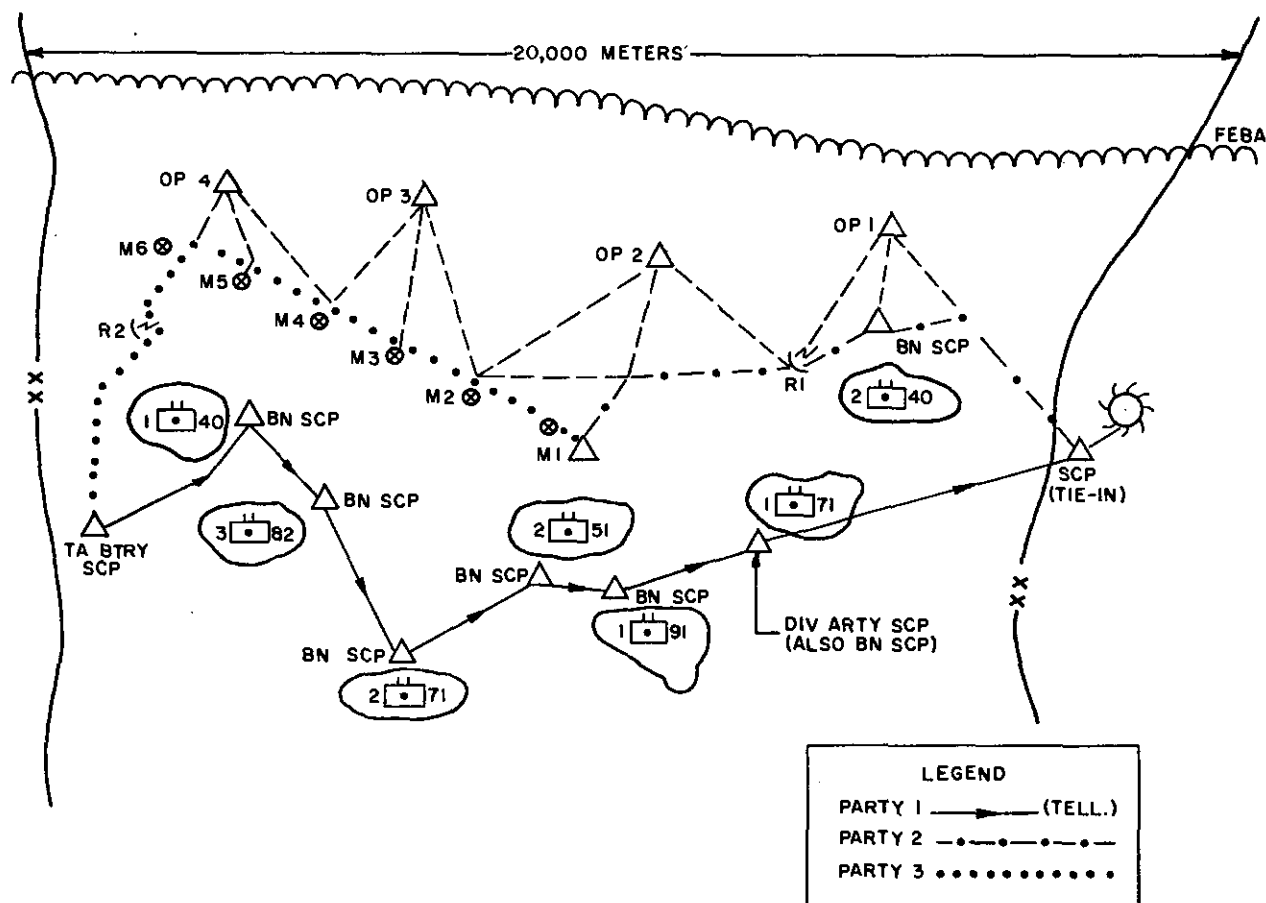 20,000 METERS
FEBA
OP 4
OP 3
OP 1
OP 2
M6
M5
M4
R2
M3
M2
M1
R1
BN SCP
2 40
1 40
BN SCP
BN SCP
3 82
2 51
1 71
SCP
(TIE-IN)
TA BTRY
SCP
BN SCP
BN SCP
1 91
DIV ARTY SCP
(ALSO BN SCP)
BN SCP
2 71
XX
XX
LEGEND
PARTY 1 (TELL.)
PARTY 2
PARTY 3